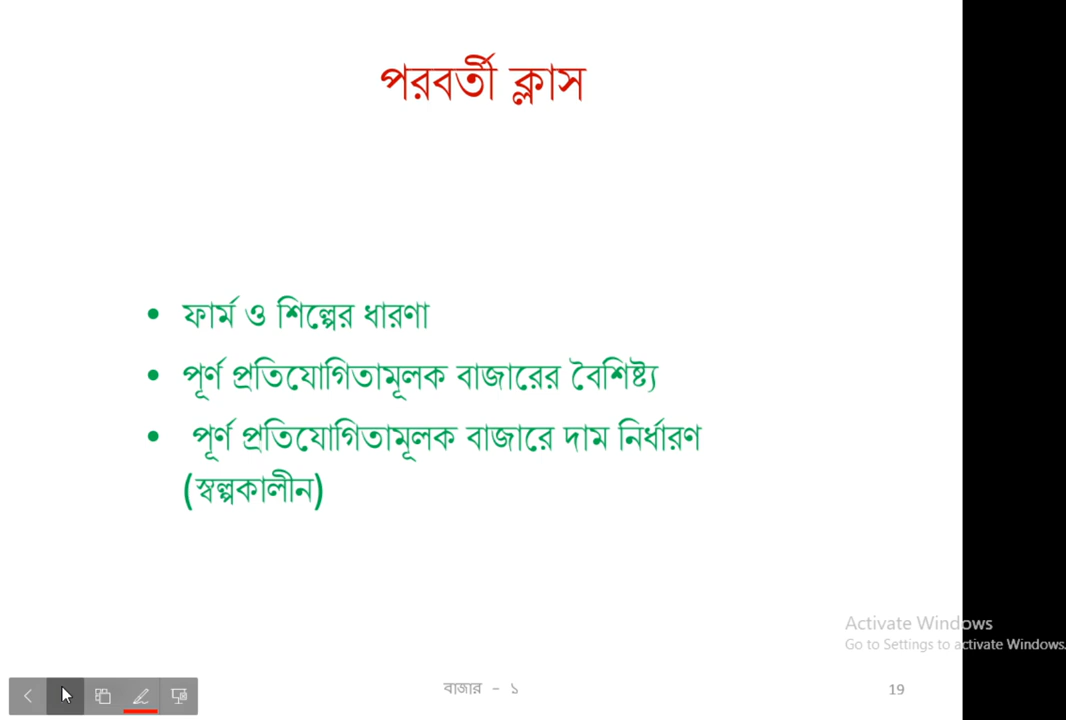 পরবর্তী ক্লাস
• ফার্ম ও শিল্পের ধারণা
• পূর্ণ প্রতিযোগিতামূলক বাজারের বৈশিষ্ট্য
• পূর্ণ প্রতিযোগিতামূলক বাজারে দাম নির্ধারণ
(স্বল্পকালীন)
Activate Windows
Go to Settings to activate Windows.
বাজার - ১
19